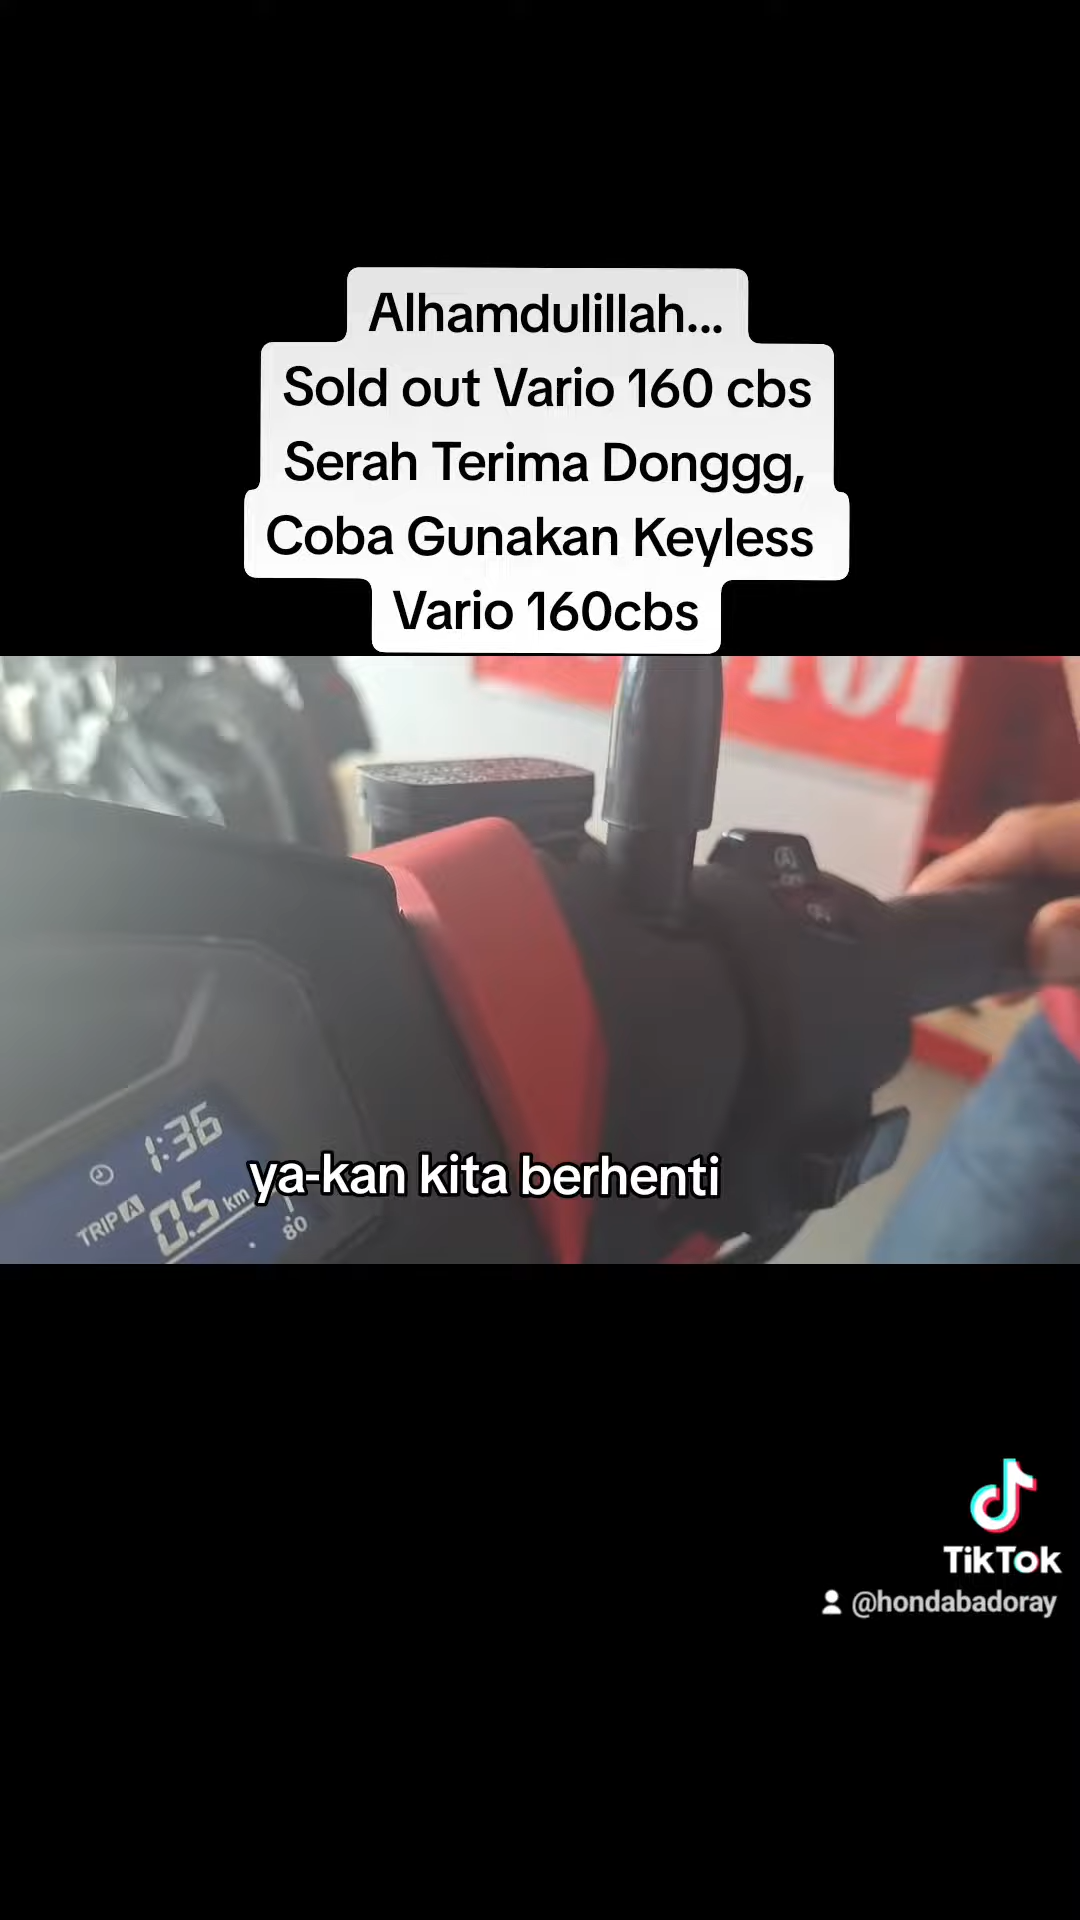 Alhamdulillah...
Sold out Vario 160 cbs
Serah Terima Donggg,
Coba Gunakan Keyless
Vario 160cbs
1:36
TRIP A 0.5 km
80
ya-kan kita berhenti
TikTok
@hondabadoray